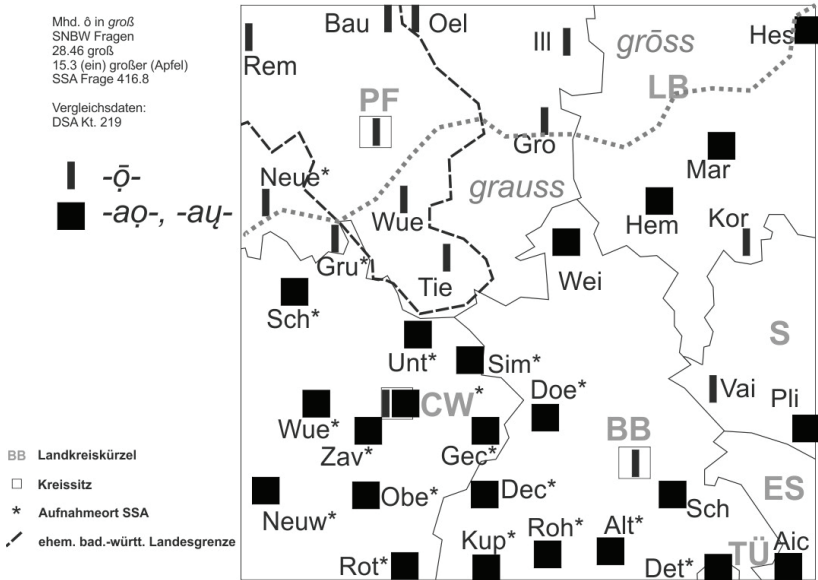 Mhd. ô in groß
SNBW Fragen
28.46 groß
15.3 (ein) großer (Apfel)
SSA Frage 416.8
Vergleichsdaten:
DSA Kt. 219
-ǭ-
-ao̧-, -au̧-
BB Landkreiskürzel
Kreissitz
* Aufnahmeort SSA
ehem. bad.-württ. Landesgrenze
Bau Oel
Ill
grōss
Hes
Rem
PF
LB
Gro
Mar
Neue*
grauss
Wue
Hem
Kor
Gru*
Tie
Wei
Sch*
S
Unt*
Sim*
Doe*
Vai
Pli
CW*
Wue*
Zav*
Gec*
BB
Neuw*
Obe*
Dec*
Sch
ES
Rot*
Kup*
Roh*
Alt*
Det*
TÜ
Aic